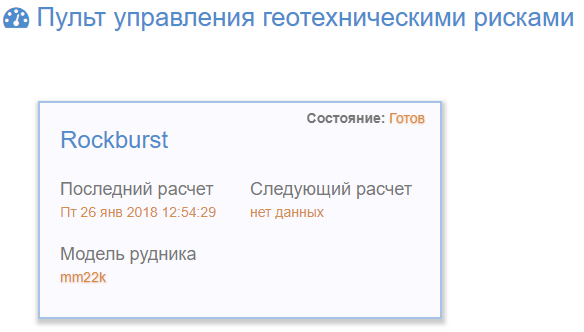 Пульт управления геотехническими рисками
Состояние: Готов
Rockburst
Последний расчет Следующий расчет
Пт 26 янв 2018 12:54:29 нет данных
Модель рудника
mm22k